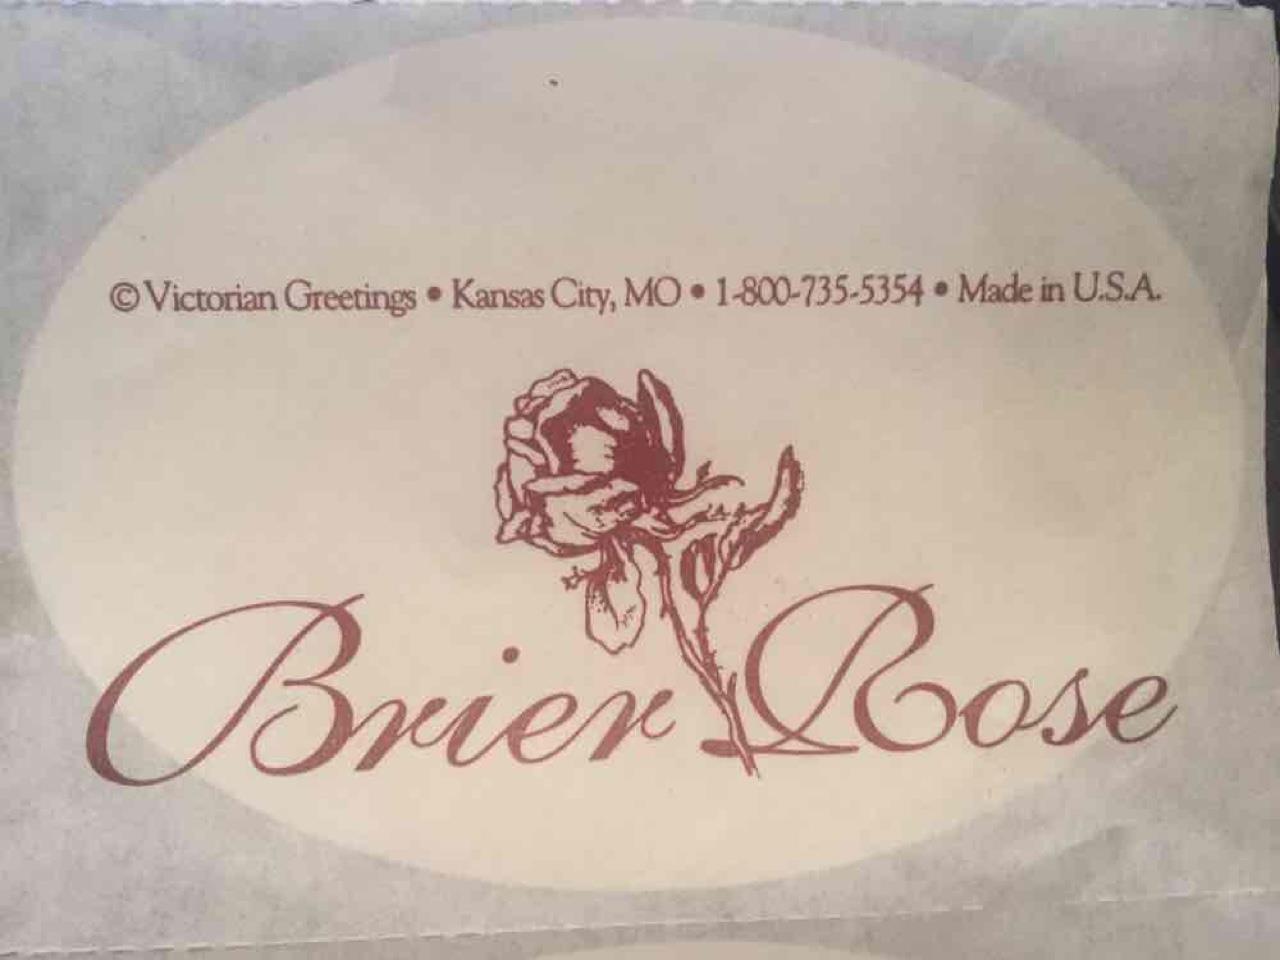 © Victorian Greetings • Kansas City, MO • 1-800-735-5354 • Made in U.S.A.
Brier Rose